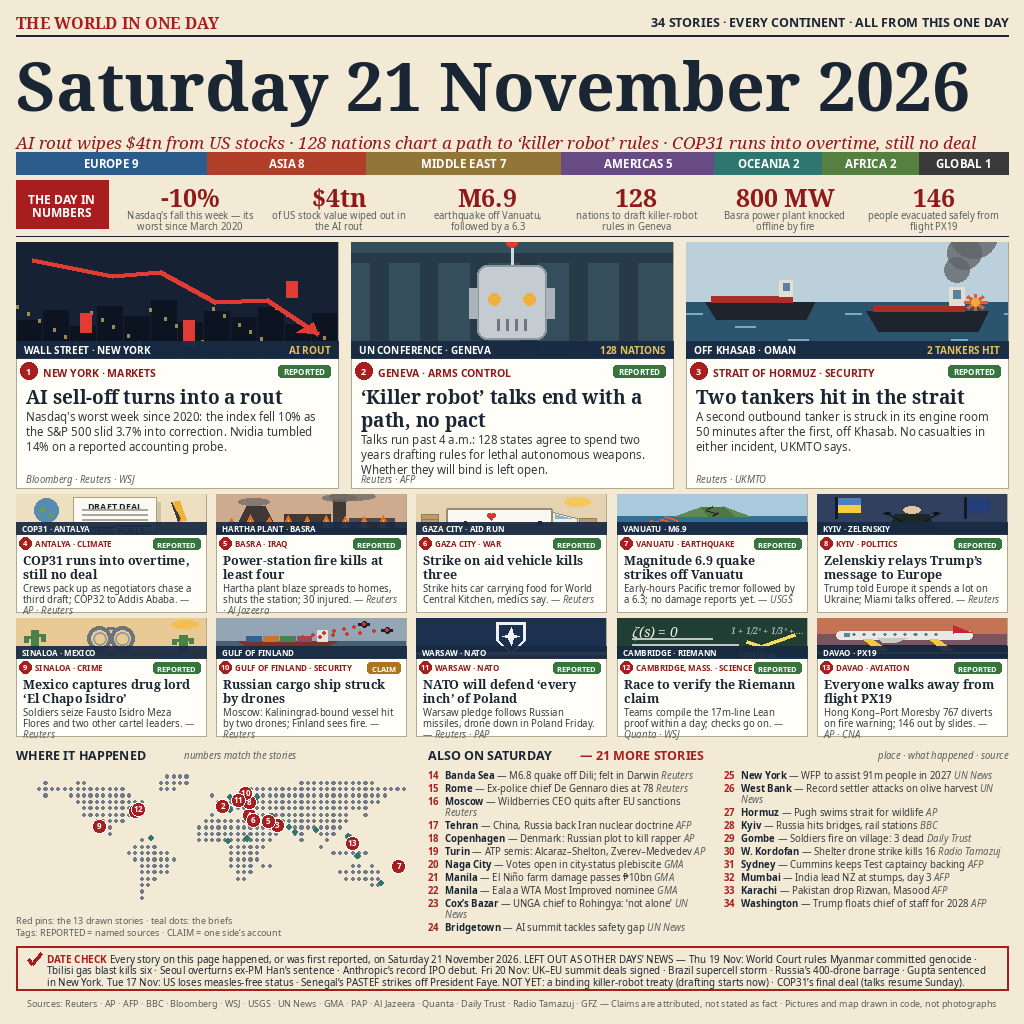 THE WORLD IN ONE DAY
34 STORIES · EVERY CONTINENT · ALL FROM THIS ONE DAY
Saturday 21 November 2026
AI rout wipes $4tn from US stocks · 128 nations chart a path to ‘killer robot’ rules · COP31 runs into overtime, still no deal
EUROPE 9
ASIA 8
MIDDLE EAST 7
AMERICAS 5
OCEANIA 2
AFRICA 2
GLOBAL 1
THE DAY IN
NUMBERS
-10%
Nasdaq's fall this week — its
worst since March 2020
$4tn
of US stock value wiped out in
the AI rout
M6.9
earthquake off Vanuatu,
followed by a 6.3
128
nations to draft killer-robot
rules in Geneva
800 MW
Basra power plant knocked
offline by fire
146
people evacuated safely from
flight PX19
WALL STREET · NEW YORK
AI ROUT
1 NEW YORK · MARKETS
REPORTED
AI sell-off turns into a rout
Nasdaq's worst week since 2020: the index fell 10% as
the S&P 500 slid 3.7% into correction. Nvidia tumbled
14% on a reported accounting probe.
Bloomberg · Reuters · WSJ
UN CONFERENCE · GENEVA
128 NATIONS
2 GENEVA · ARMS CONTROL
REPORTED
‘Killer robot’ talks end with a
path, no pact
Talks run past 4 a.m.: 128 states agree to spend two
years drafting rules for lethal autonomous weapons.
Whether they will bind is left open.
Reuters · AFP
OFF KHASAB · OMAN
2 TANKERS HIT
3 STRAIT OF HORMUZ · SECURITY
REPORTED
Two tankers hit in the strait
A second outbound tanker is struck in its engine room
50 minutes after the first, off Khasab. No casualties in
either incident, UKMTO says.
Reuters · UKMTO
DRAFT DEAL
COP31 · ANTALYA
4 ANTALYA · CLIMATE
REPORTED
COP31 runs into overtime,
still no deal
Crews pack up as negotiators chase a
third draft; COP32 to Addis Ababa. —
AP · Reuters
HARTHA PLANT · BASRA
5 BASRA · IRAQ
REPORTED
Power-station fire kills at
least four
Hartha plant blaze spreads to homes,
shuts the station; 30 injured. — Reuters
· Al Jazeera
GAZA CITY · AID RUN
6 GAZA CITY · WAR
REPORTED
Strike on aid vehicle kills
three
Strike hits car carrying food for World
Central Kitchen, medics say. — Reuters
VANUATU · M6.9
7 VANUATU · EARTHQUAKE
REPORTED
Magnitude 6.9 quake
strikes off Vanuatu
Early-hours Pacific tremor followed by
a 6.3; no damage reports yet. — USGS
KYIV · ZELENSKIY
8 KYIV · POLITICS
REPORTED
Zelenskiy relays Trump’s
message to Europe
Trump told Europe it spends a lot on
Ukraine; Miami talks offered. — Reuters
SINALOA · MEXICO
9 SINALOA · CRIME
REPORTED
Mexico captures drug lord
‘El Chapo Isidro’
Soldiers seize Fausto Isidro Meza
Flores and two other cartel leaders. —
Reuters
GULF OF FINLAND
10 GULF OF FINLAND · SECURITY
CLAIM
Russian cargo ship struck
by drones
Moscow: Kaliningrad-bound vessel hit
by two drones; Finland sees fire. —
Reuters
WARSAW · NATO
11 WARSAW · NATO
REPORTED
NATO will defend ‘every
inch’ of Poland
Warsaw pledge follows Russian
missiles, drone down in Poland Friday.
— Reuters · PAP
ζ(s) = 0
1 + 1/2ˢ + 1/3ˢ +…
CAMBRIDGE · RIEMANN
12 CAMBRIDGE, MASS. · SCIENCE
REPORTED
Race to verify the Riemann
claim
Teams compile the 17m-line Lean
proof within a day; checks go on. —
Quanta · WSJ
DAVAO · PX19
13 DAVAO · AVIATION
REPORTED
Everyone walks away from
flight PX19
Hong Kong–Port Moresby 767 diverts
on fire warning; 146 out by slides. —
AP · CNA
WHERE IT HAPPENED
numbers match the stories
9
12
2
11
10
8
6
5
13
7
Red pins: the 13 drawn stories · teal dots: the briefs
Tags: REPORTED = named sources · CLAIM = one side's account
ALSO ON SATURDAY
— 21 MORE STORIES
place · what happened · source
14 Banda Sea — M6.8 quake off Dili; felt in Darwin Reuters
15 Rome — Ex-police chief De Gennaro dies at 78 Reuters
16 Moscow — Wildberries CEO quits after EU sanctions
Reuters
17 Tehran — China, Russia back Iran nuclear doctrine AFP
18 Copenhagen — Denmark: Russian plot to kill rapper AP
19 Turin — ATP semis: Alcaraz–Shelton, Zverev–Medvedev AP
20 Naga City — Votes open in city-status plebiscite GMA
21 Manila — El Niño farm damage passes ₱10bn GMA
22 Manila — Eala a WTA Most Improved nominee GMA
23 Cox’s Bazar — UNGA chief to Rohingya: ‘not alone’ UN
News
24 Bridgetown — AI summit tackles safety gap UN News
25 New York — WFP to assist 91m people in 2027 UN News
26 West Bank — Record settler attacks on olive harvest UN
News
27 Hormuz — Pugh swims strait for wildlife AP
28 Kyiv — Russia hits bridges, rail stations BBC
29 Gombe — Soldiers fire on village: 3 dead Daily Trust
30 W. Kordofan — Shelter drone strike kills 16 Radio Tamazuj
31 Sydney — Cummins keeps Test captaincy backing AFP
32 Mumbai — India lead NZ at stumps, day 3 AFP
33 Karachi — Pakistan drop Rizwan, Masood AFP
34 Washington — Trump floats chief of staff for 2028 AFP
DATE CHECK Every story on this page happened, or was first reported, on Saturday 21 November 2026. LEFT OUT AS OTHER DAYS’ NEWS — Thu 19 Nov: World Court rules Myanmar committed genocide ·
Tbilisi gas blast kills six · Seoul overturns ex-PM Han’s sentence · Anthropic’s record IPO debut. Fri 20 Nov: UK–EU summit deals signed · Brazil supercell storm · Russia’s 400-drone barrage · Gupta sentenced
in New York. Tue 17 Nov: US loses measles-free status · Senegal’s PASTEF strikes off President Faye. NOT YET: a binding killer-robot treaty (drafting starts now) · COP31’s final deal (talks resume Sunday).
Sources: Reuters · AP · AFP · BBC · Bloomberg · WSJ · USGS · UN News · GMA · PAP · Al Jazeera · Quanta · Daily Trust · Radio Tamazuj · GFZ — Claims are attributed, not stated as fact · Pictures and map drawn in code, not photographs